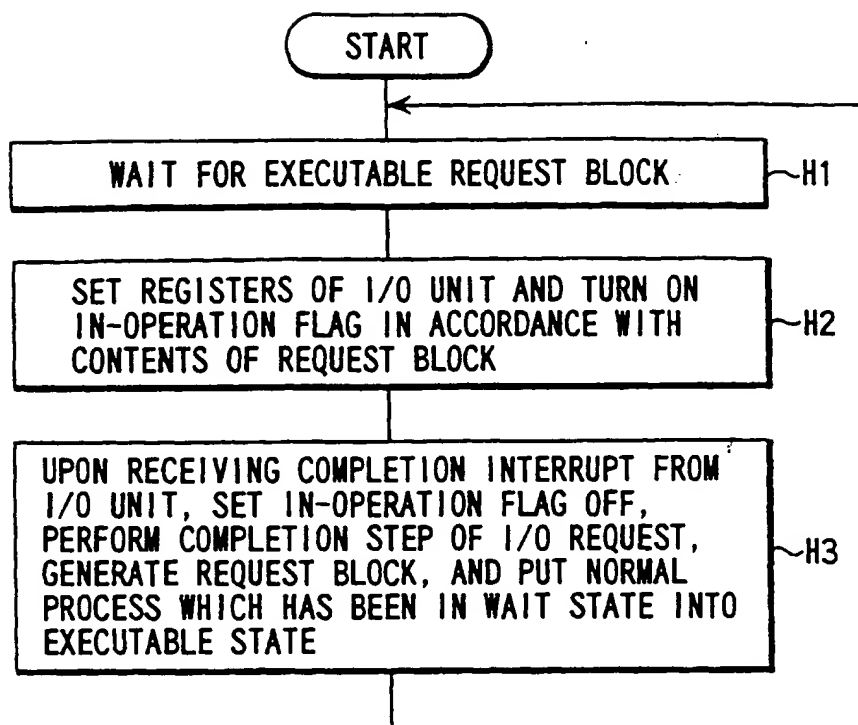 START
WAIT FOR EXECUTABLE REQUEST BLOCK
H1
SET REGISTERS OF I/O UNIT AND TURN ON
IN-OPERATION FLAG IN ACCORDANCE WITH
CONTENTS OF REQUEST BLOCK
H2
UPON RECEIVING COMPLETION INTERRUPT FROM
I/O UNIT, SET IN-OPERATION FLAG OFF,
PERFORM COMPLETION STEP OF I/O REQUEST,
GENERATE REQUEST BLOCK, AND PUT NORMAL
PROCESS WHICH HAS BEEN IN WAIT STATE INTO
EXECUTABLE STATE
H3